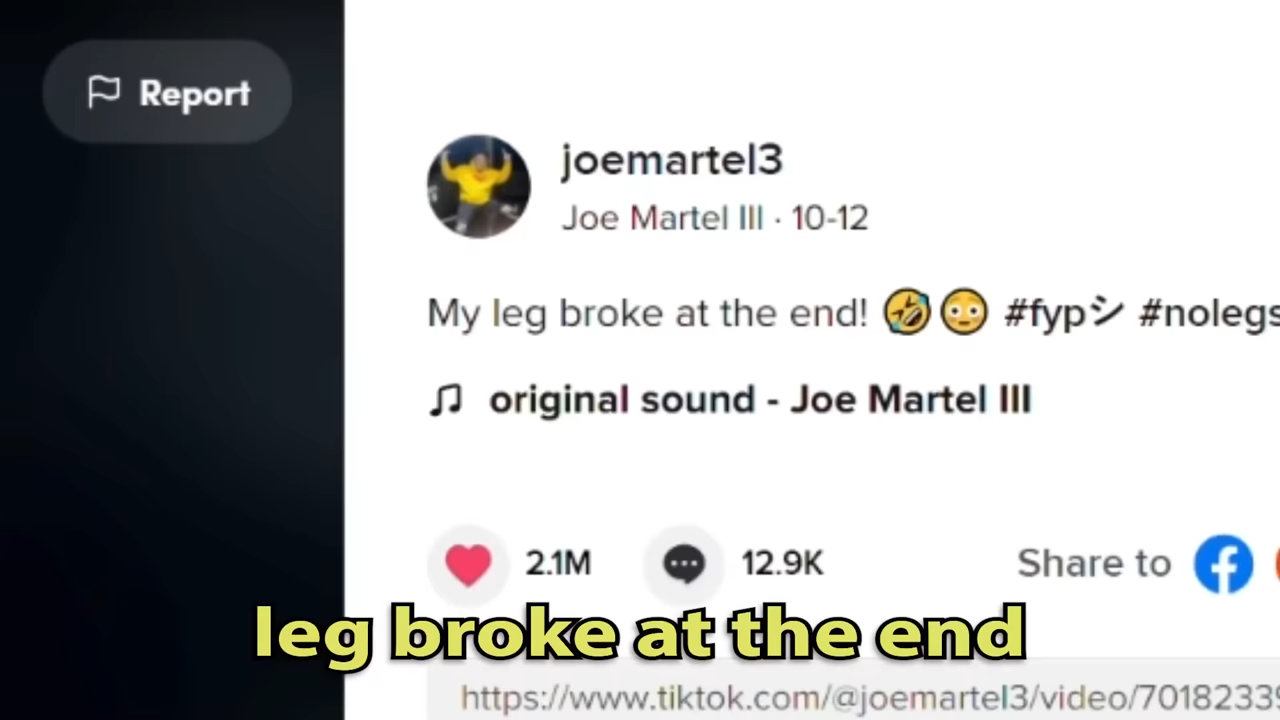 Report
joemartel3
Joe Martel III · 10-12
My leg broke at the end! 🤣😳 #fypシ #nolegs
original sound - Joe Martel III
2.1M 12.9K Share to
leg broke at the end
https://www.tiktok.com/@joemartel3/video/70182339